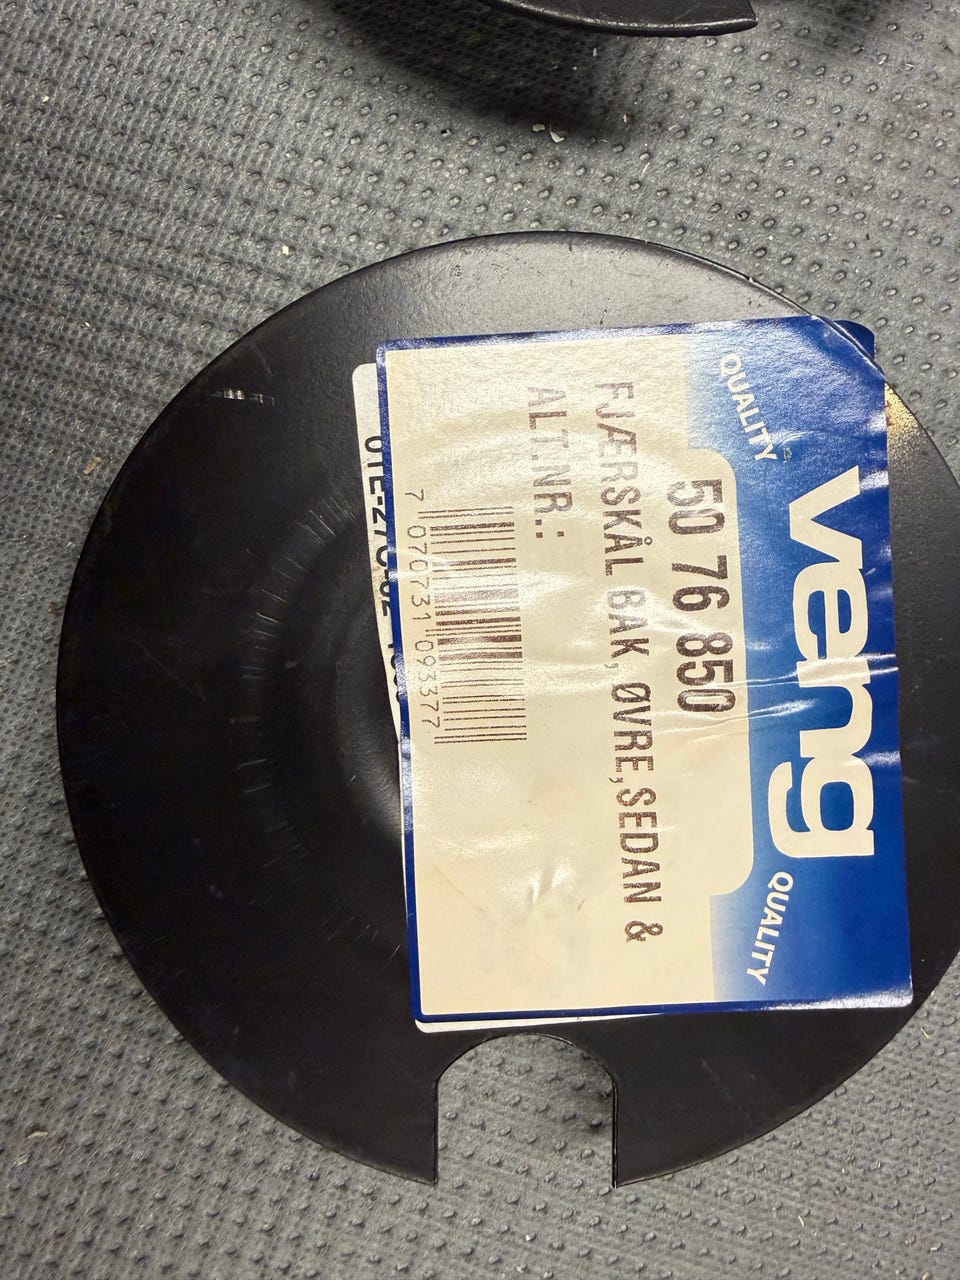 QUALITY veng QUALITY
50 76 850
FJÆRSKÅL BAK, ØVRE,SEDAN &
ALT.NR.:
7 070731 093377